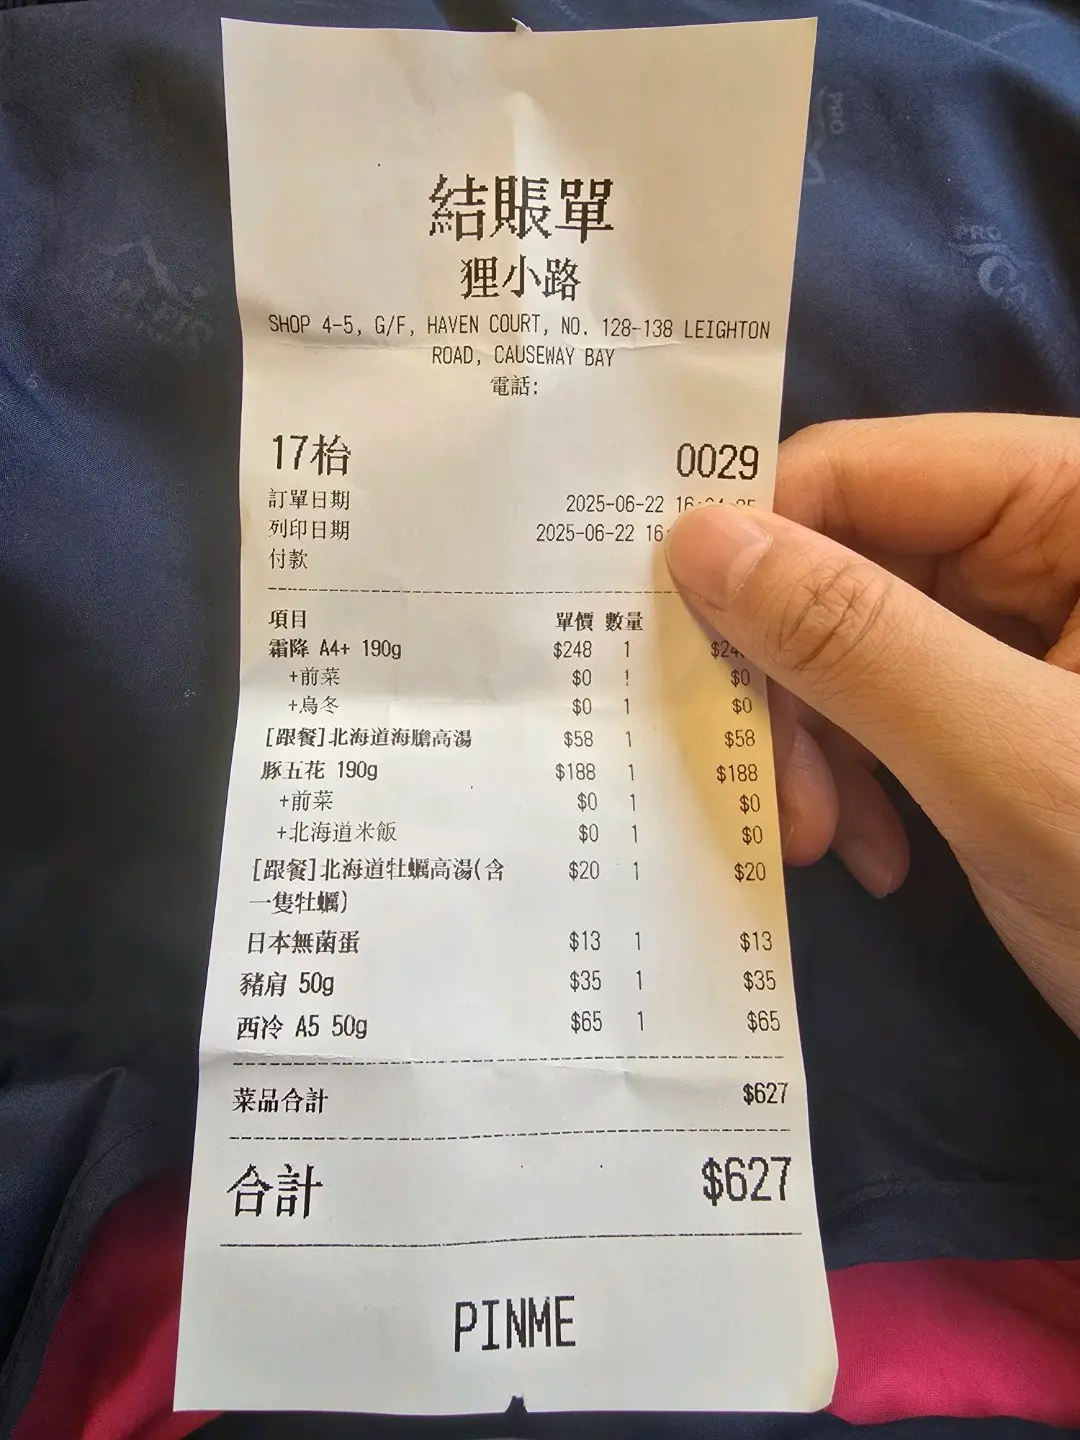 結賬單
狸小路
SHOP 4-5, G/F, HAVEN COURT, NO. 128-138 LEIGHTON
ROAD, CAUSEWAY BAY
電話:
17枱 0029
訂單日期 2025-06-22
列印日期 2025-06-22
付款
項目 單價 數量
霜降 A4+ 190g $248 1
+前菜 $0 1 $0
+烏冬 $0 1 $0
[跟餐]北海道海膽高湯 $58 1 $58
豚五花 190g $188 1 $188
+前菜 $0 1 $0
+北海道米飯 $0 1 $0
[跟餐]北海道牡蠣高湯(含 $20 1 $20
一隻牡蠣)
日本無菌蛋 $13 1 $13
豬肩 50g $35 1 $35
西冷 A5 50g $65 1 $65
菜品合計 $627
合計 $627
PINME